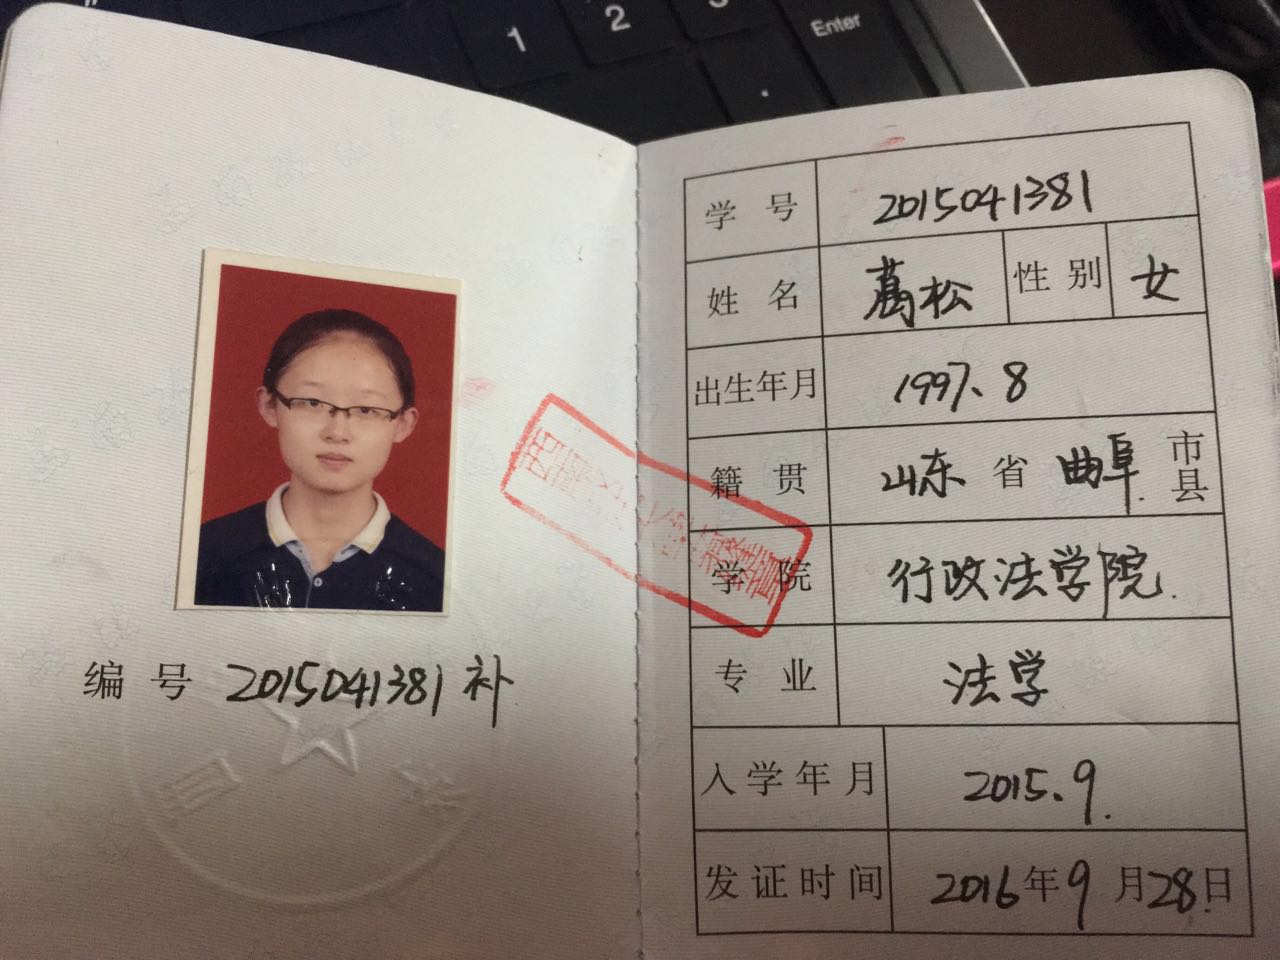 1
2
3
Enter
.
编 号 2015041381补
学 号 2015041381
姓 名 葛松 性 别 女
出生年月 1997.8
籍 贯 山东 省 曲阜 市县
学 院 行政法学院.
专 业 法学
入学年月 2015.9.
发证时间 2016年9月28日